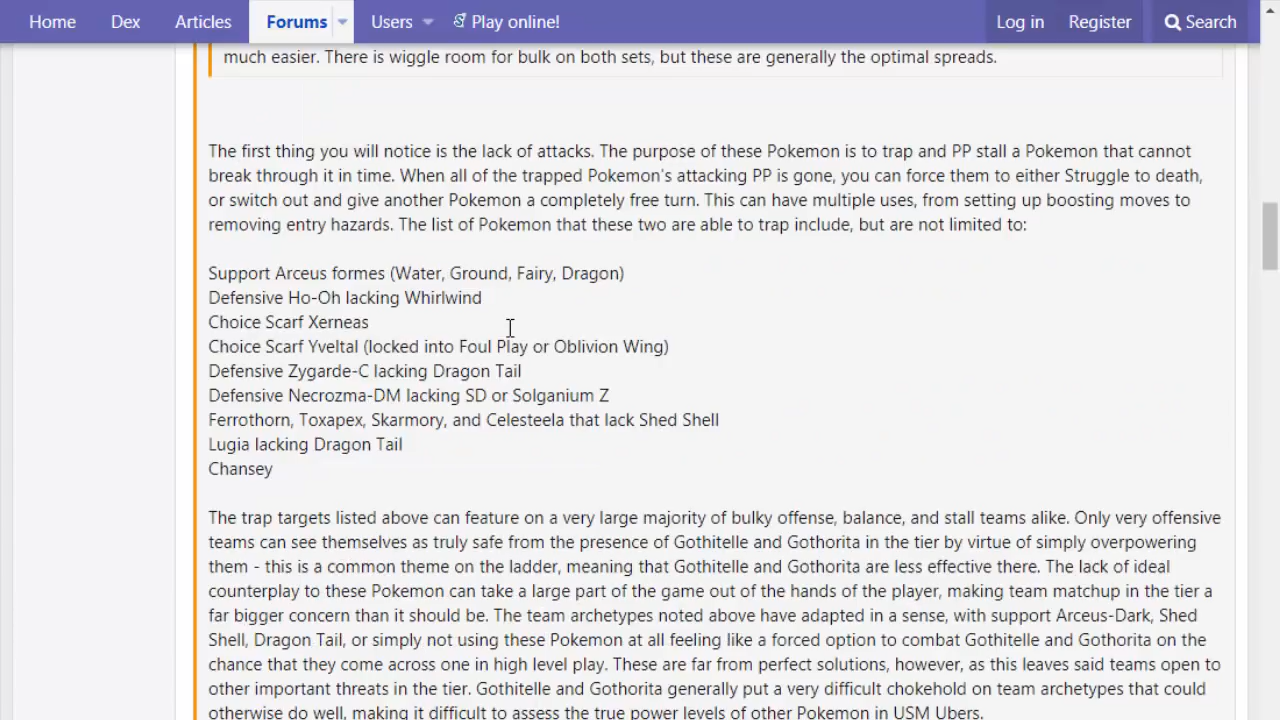 Home Dex Articles Forums Users Play online! Log in Register Search
much easier. There is wiggle room for bulk on both sets, but these are generally the optimal spreads.
The first thing you will notice is the lack of attacks. The purpose of these Pokemon is to trap and PP stall a Pokemon that cannot
break through it in time. When all of the trapped Pokemon's attacking PP is gone, you can force them to either Struggle to death,
or switch out and give another Pokemon a completely free turn. This can have multiple uses, from setting up boosting moves to
removing entry hazards. The list of Pokemon that these two are able to trap include, but are not limited to:
Support Arceus formes (Water, Ground, Fairy, Dragon)
Defensive Ho-Oh lacking Whirlwind
Choice Scarf Xerneas
Choice Scarf Yveltal (locked into Foul Play or Oblivion Wing)
Defensive Zygarde-C lacking Dragon Tail
Defensive Necrozma-DM lacking SD or Solganium Z
Ferrothorn, Toxapex, Skarmory, and Celesteela that lack Shed Shell
Lugia lacking Dragon Tail
Chansey
The trap targets listed above can feature on a very large majority of bulky offense, balance, and stall teams alike. Only very offensive
teams can see themselves as truly safe from the presence of Gothitelle and Gothorita in the tier by virtue of simply overpowering
them - this is a common theme on the ladder, meaning that Gothitelle and Gothorita are less effective there. The lack of ideal
counterplay to these Pokemon can take a large part of the game out of the hands of the player, making team matchup in the tier a
far bigger concern than it should be. The team archetypes noted above have adapted in a sense, with support Arceus-Dark, Shed
Shell, Dragon Tail, or simply not using these Pokemon at all feeling like a forced option to combat Gothitelle and Gothorita on the
chance that they come across one in high level play. These are far from perfect solutions, however, as this leaves said teams open to
other important threats in the tier. Gothitelle and Gothorita generally put a very difficult chokehold on team archetypes that could
otherwise do well, making it difficult to assess the true power levels of other Pokemon in USM Ubers.